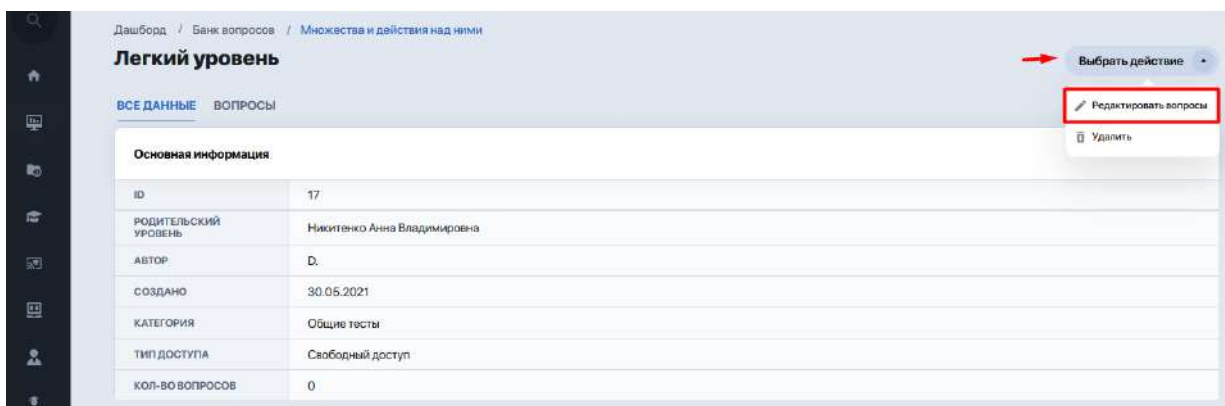 Дашборд / Банк вопросов / Множества и действия над ними
Легкий уровень
Выбрать действие
Редактировать вопросы
Удалить
ВСЕ ДАННЫЕ ВОПРОСЫ
Основная информация
ID 17
РОДИТЕЛЬСКИЙ УРОВЕНЬ Никитенко Анна Владимировна
АВТОР D.
СОЗДАНО 30.05.2021
КАТЕГОРИЯ Общие тесты
ТИП ДОСТУПА Свободный доступ
КОЛ-ВО ВОПРОСОВ 0